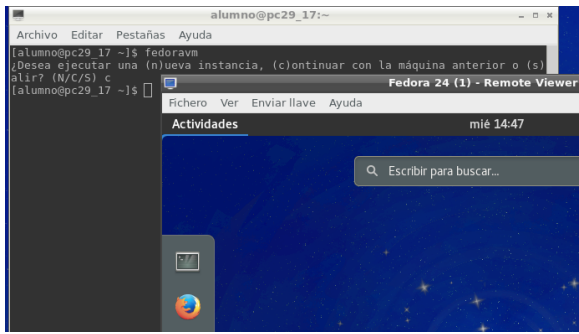 alumno@pc29_17:~
Archivo Editar Pestañas Ayuda
[alumno@pc29_17 ~]$ fedoravm
¿Desea ejecutar una (n)ueva instancia, (c)ontinuar con la máquina anterior o (s)
alir? (N/C/S) c
[alumno@pc29_17 ~]$
Fedora 24 (1) - Remote Viewer
Fichero Ver Enviar llave Ayuda
Actividades mié 14:47
Escribir para buscar...